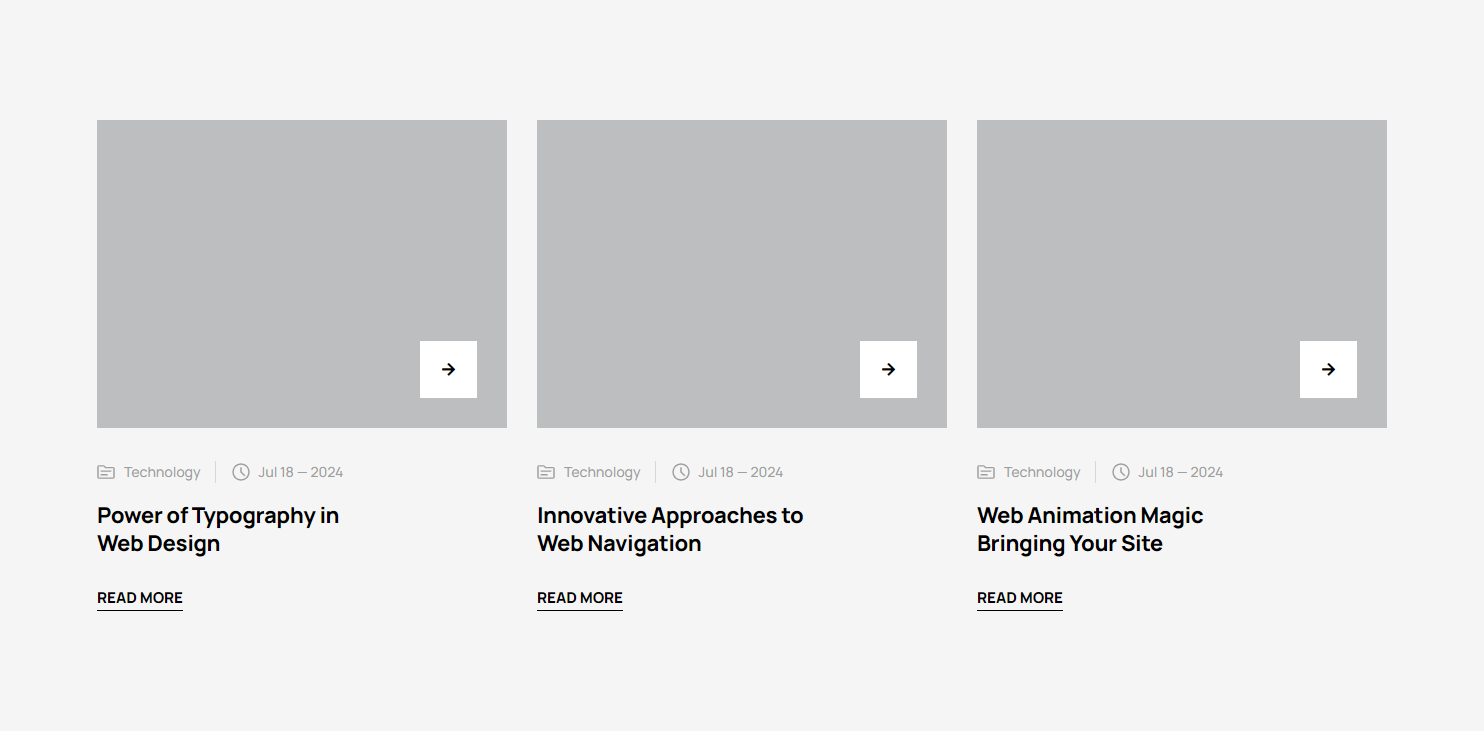 Technology Jul 18 — 2024
Power of Typography in
Web Design
READ MORE
Technology Jul 18 — 2024
Innovative Approaches to
Web Navigation
READ MORE
Technology Jul 18 — 2024
Web Animation Magic
Bringing Your Site
READ MORE